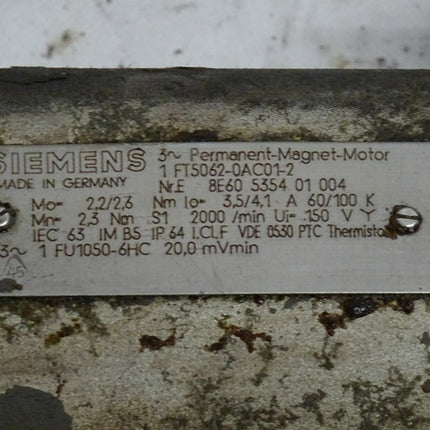 SIEMENS 3~ Permanent-Magnet-Motor
1 FT5062-0AC01-2
MADE IN GERMANY Nr.E 8E60 5354 01 004
Mo= 2,2/2,6 Nm Io= 3,5/4,1 A 60/100 K
Mn= 2,3 Nm S1 2000 /min Ui= 150 V Y
IEC 63 IM B5 IP 64 I.Cl.F VDE 0530 PTC Thermistor
3~ 1 FU1050-6HC 20,0 mVmin